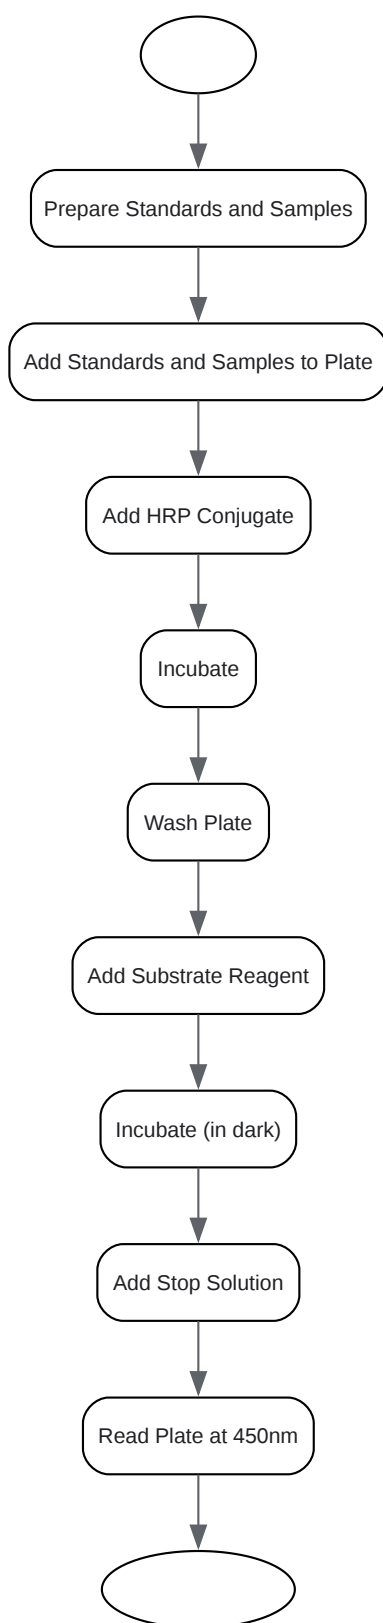 Prepare Standards and Samples
Add Standards and Samples to Plate
Add HRP Conjugate
Incubate
Wash Plate
Add Substrate Reagent
Incubate (in dark)
Add Stop Solution
Read Plate at 450nm